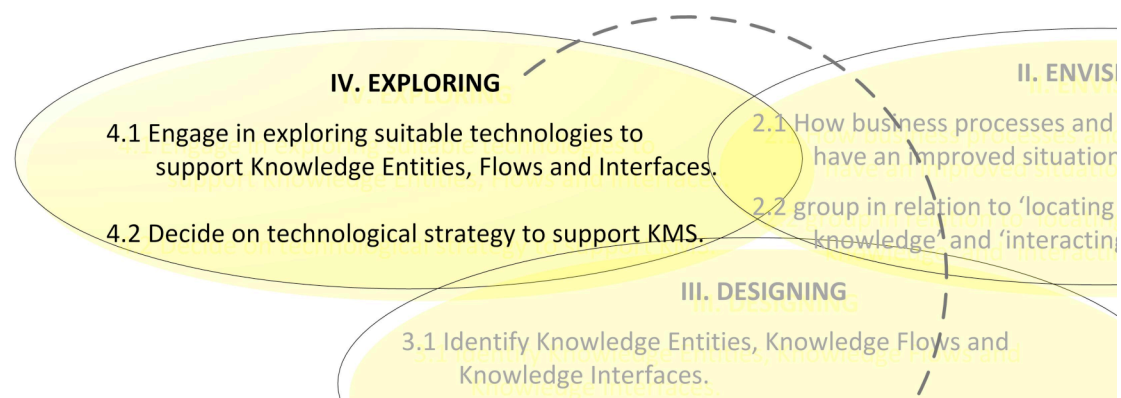 IV. EXPLORING
4.1 Engage in exploring suitable technologies to
support Knowledge Entities, Flows and Interfaces.
4.2 Decide on technological strategy to support KMS.
II. ENVIS
2.1 How business processes and
have an improved situation
2.2 group in relation to ‘locating
knowledge’ and ‘interacting
III. DESIGNING
3.1 Identify Knowledge Entities, Knowledge Flows and
Knowledge Interfaces.